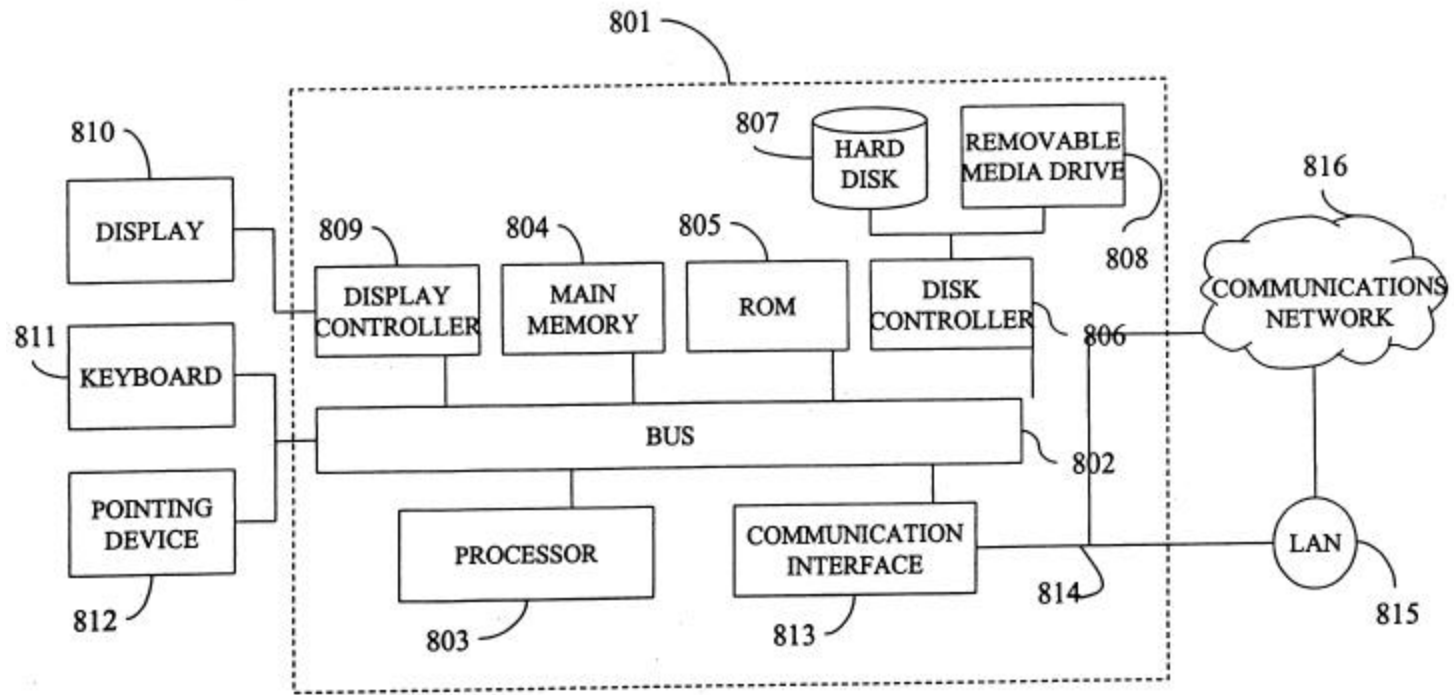 801
810
807
HARD
DISK
REMOVABLE
MEDIA DRIVE
816
DISPLAY
809
804
805
808
DISPLAY
CONTROLLER
MAIN
MEMORY
ROM
DISK
CONTROLLER
COMMUNICATIONS
NETWORK
806
811
KEYBOARD
BUS
802
POINTING
DEVICE
PROCESSOR
COMMUNICATION
INTERFACE
LAN
814
812
803
813
815